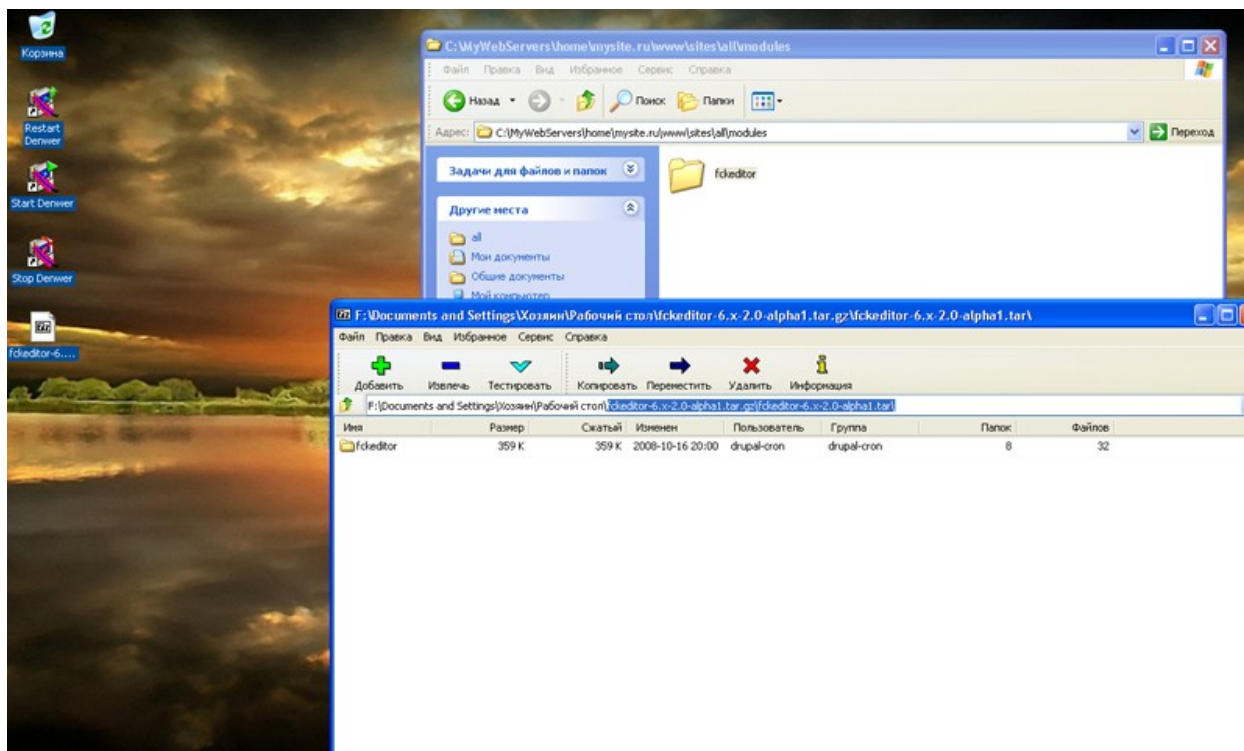 Корзина
Restart
Denwer
Start Denwer
Stop Denwer
fckeditor-6....
C:\MyWebServers\home\mysite.ru\www\sites\all\modules
Файл Правка Вид Избранное Сервис Справка
Назад Поиск Папки
Адрес: C:\MyWebServers\home\mysite.ru\www\sites\all\modules Переход
Задачи для файлов и папок
fckeditor
Другие места
all
Мои документы
Общие документы
Мой компьютер
F:\Documents and Settings\Хозяин\Рабочий стол\fckeditor-6.x-2.0-alpha1.tar.gz\fckeditor-6.x-2.0-alpha1.tar\
Файл Правка Вид Избранное Сервис Справка
Добавить Извлечь Тестировать Копировать Переместить Удалить Информация
F:\Documents and Settings\Хозяин\Рабочий стол\fckeditor-6.x-2.0-alpha1.tar.gz\fckeditor-6.x-2.0-alpha1.tar\
Имя Размер Сжатый Изменен Пользователь Группа Папок Файлов
fckeditor 359 K 359 K 2008-10-16 20:00 drupal-cron drupal-cron 8 32